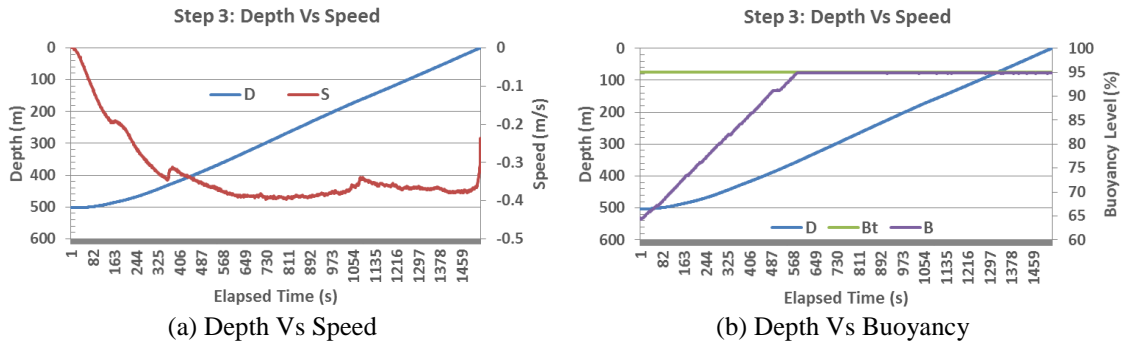 Step 3: Depth Vs Speed
0
100
200
300
400
500
600
Depth (m)
D S
0
-0.1
-0.2
-0.3
-0.4
-0.5
Speed (m/s)
1 82 163 244 325 406 487 568 649 730 811 892 973 1054 1135 1216 1297 1378 1459
Elapsed Time (s)
(a) Depth Vs Speed
Step 3: Depth Vs Speed
0
100
200
300
400
500
600
Depth (m)
D Bt B
100
95
90
85
80
75
70
65
60
Buoyancy Level (%)
1 82 163 244 325 406 487 568 649 730 811 892 973 1054 1135 1216 1297 1378 1459
Elapsed Time (s)
(b) Depth Vs Buoyancy